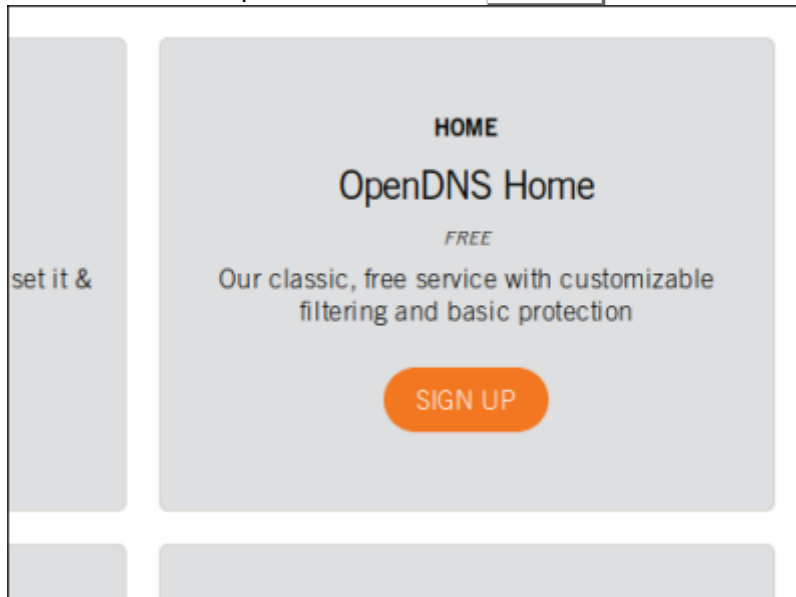 HOME
OpenDNS Home
FREE
set it &
Our classic, free service with customizable
filtering and basic protection
SIGN UP